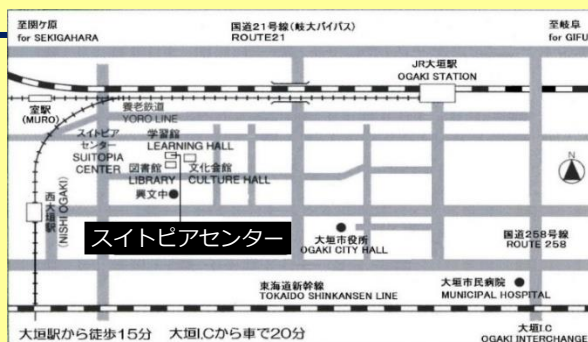 至関ケ原
for SEKIGAHARA
国道21号線(岐大バイパス)
ROUTE21
至岐阜
for GIFU
JR大垣駅
OGAKI STATION
室駅
(MURO)
養老鉄道
YORO LINE
スイトピア
センター
SUITOPIA
CENTER
学習館
LEARNING HALL
図書館
LIBRARY
文化会館
CULTURE HALL
興文中
N
西大垣駅
(NISHI OGAKI)
スイトピアセンター
大垣市役所
OGAKI CITY HALL
国道258号線
ROUTE 258
東海道新幹線
TOKAIDO SHINKANSEN LINE
大垣市民病院
MUNICIPAL HOSPITAL
大垣駅から徒歩15分 大垣I.Cから車で20分
大垣I.C
OGAKI INTERCHANGE